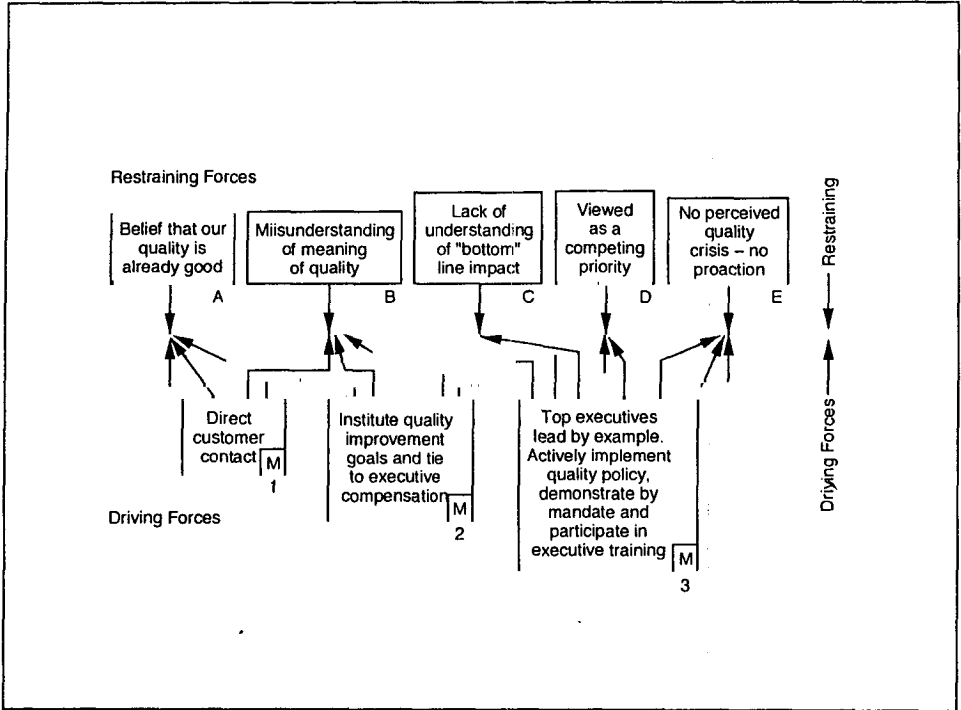 Restraining Forces
Belief that our
quality is
already good
A
Miisunderstanding
of meaning
of quality
B
Lack of
understanding
of "bottom"
line impact
C
Viewed
as a
competing
priority
D
No perceived
quality
crisis – no
proaction
E
Restraining
Direct
customer
contact
M
1
Institute quality
improvement
goals and tie
to executive
compensation
M
2
Top executives
lead by example.
Actively implement
quality policy,
demonstrate by
mandate and
participate in
executive training
M
3
Driving Forces
Driving Forces